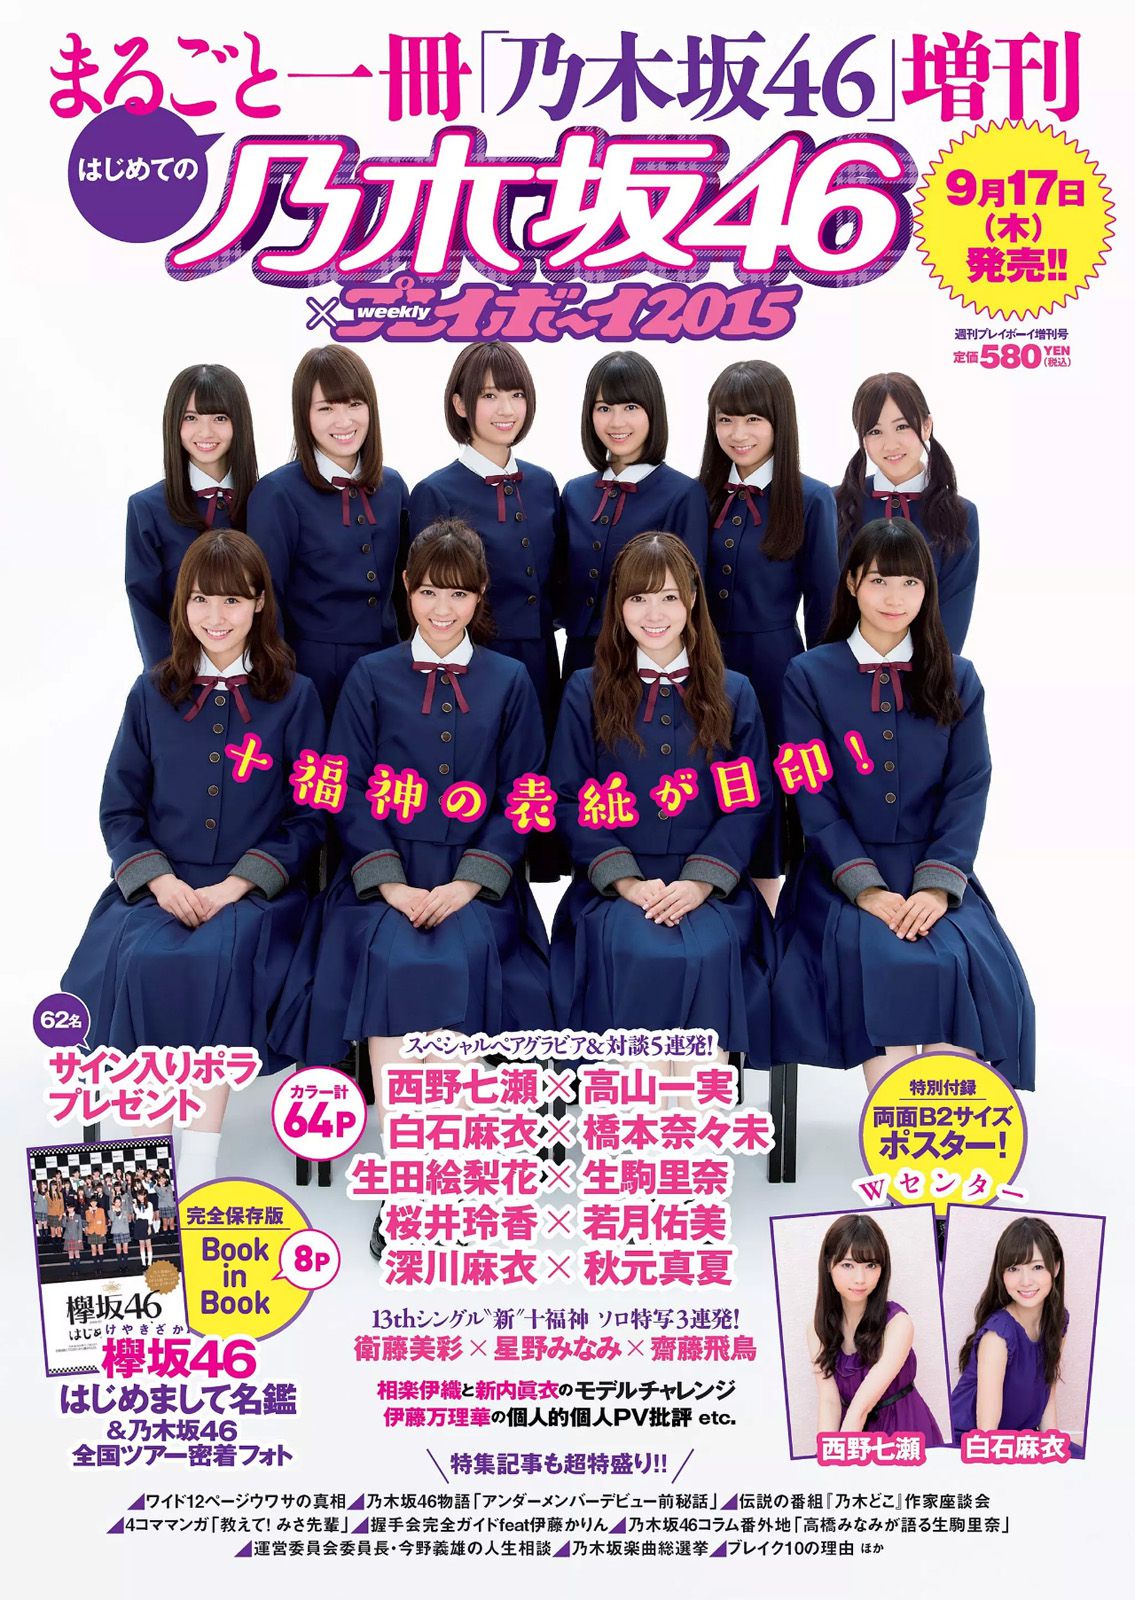 まるごと一冊「乃木坂46」増刊
はじめての
乃木坂46
×weekly プレイボーイ2015
9月17日
(木)
発売!!
週刊プレイボーイ増刊号
定価580YEN(税込)
十福神の表紙が目印!
62名
サイン入りポラ
プレゼント
カラー計
64P
スペシャルペアグラビア&対談5連発!
西野七瀬×高山一実
白石麻衣×橋本奈々未
生田絵梨花×生駒里奈
桜井玲香×若月佑美
深川麻衣×秋元真夏
13thシングル〝新〟十福神 ソロ特写3連発!
衛藤美彩×星野みなみ×齋藤飛鳥
相楽伊織と新内眞衣のモデルチャレンジ
伊藤万理華の個人的個人PV批評 etc.
特別付録
両面B2サイズ
ポスター!
Wセンター
西野七瀬
白石麻衣
完全保存版
Book
in
Book
8P
欅坂46
はじめ
けやきざか
欅坂46
はじめまして名鑑
&乃木坂46
全国ツアー密着フォト
特集記事も超特盛り!!
◢ワイド12ページウワサの真相◢乃木坂46物語「アンダーメンバーデビュー前秘話」◢伝説の番組『乃木どこ』作家座談会
◢4コママンガ「教えて! みさ先輩」◢握手会完全ガイドfeat伊藤かりん◢乃木坂46コラム番外地「高橋みなみが語る生駒里奈」
◢運営委員会委員長・今野義雄の人生相談◢乃木坂楽曲総選挙◢ブレイク10の理由 ほか